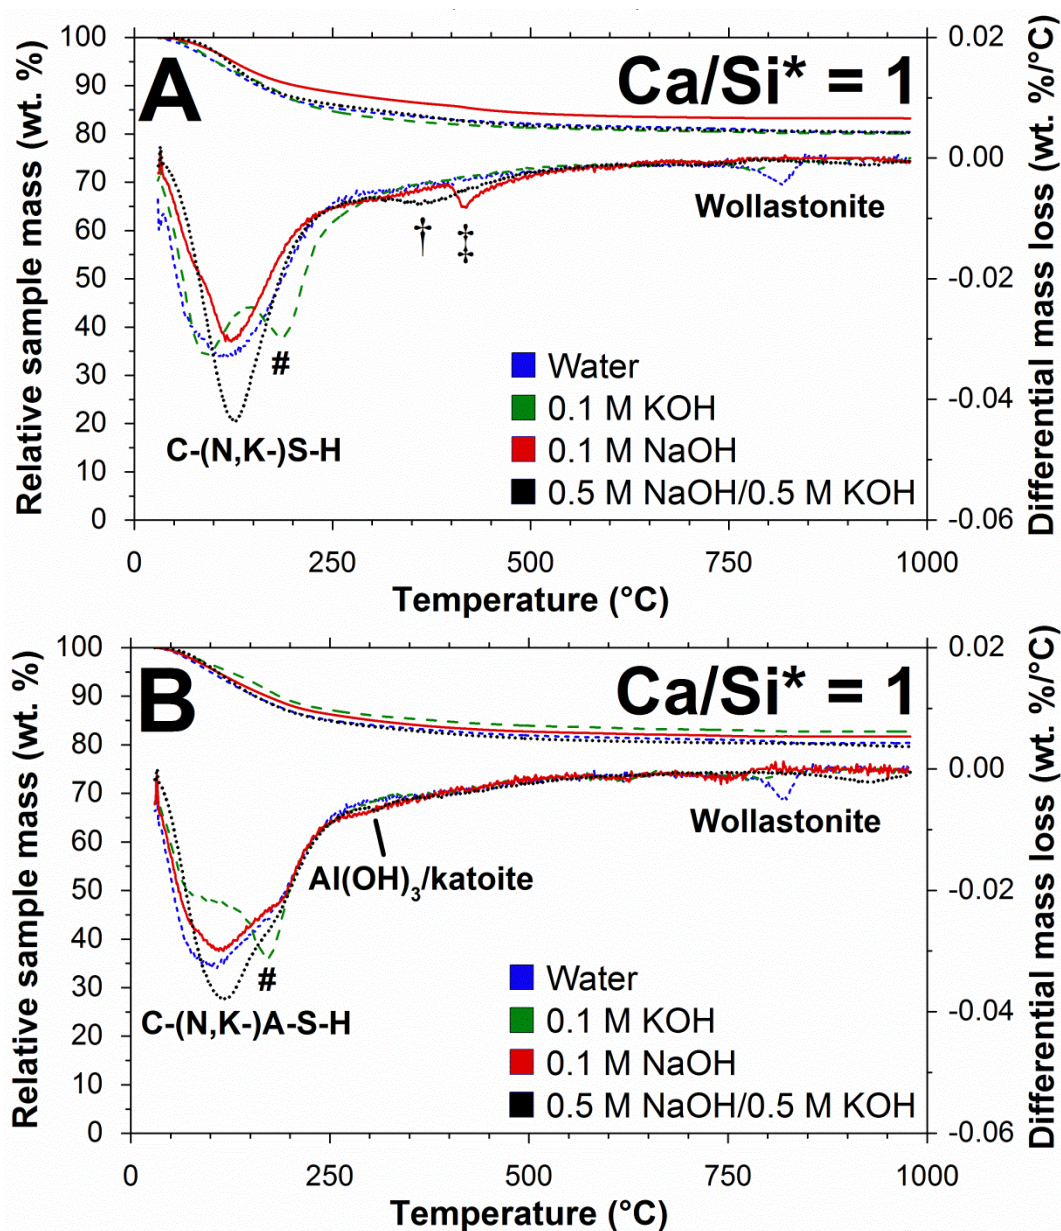 A
Ca/Si* = 1
Relative sample mass (wt. %)
Differential mass loss (wt. %/°C)
100
90
80
70
60
50
40
30
20
10
0
0.02
0.00
-0.02
-0.04
-0.06
Wollastonite
†
‡
#
C-(N,K-)S-H
Water
0.1 M KOH
0.1 M NaOH
0.5 M NaOH/0.5 M KOH
0
250
500
750
1000
Temperature (°C)
B
Ca/Si* = 1
Relative sample mass (wt. %)
Differential mass loss (wt. %/°C)
100
90
80
70
60
50
40
30
20
10
0
0.02
0.00
-0.02
-0.04
-0.06
Wollastonite
Al(OH)₃/katoite
#
C-(N,K-)A-S-H
Water
0.1 M KOH
0.1 M NaOH
0.5 M NaOH/0.5 M KOH
0
250
500
750
1000
Temperature (°C)